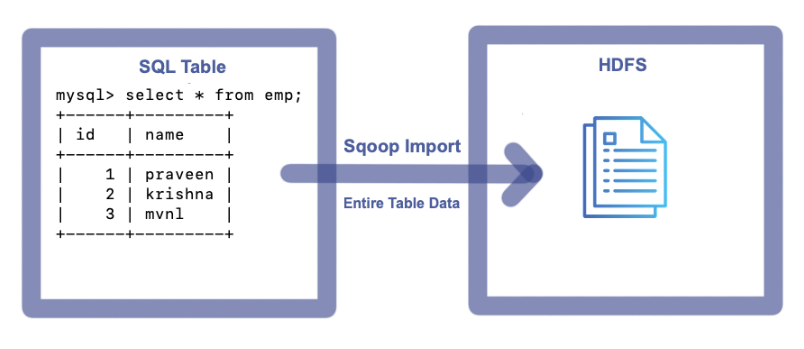 SQL Table
mysql> select * from emp;
+------+---------+
| id   | name    |
+------+---------+
|    1 | praveen |
|    2 | krishna |
|    3 | mvnl    |
+------+---------+
Sqoop Import
Entire Table Data
HDFS